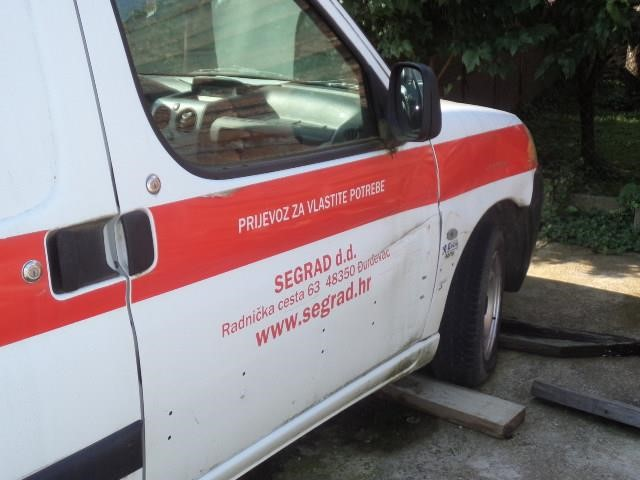 PRIJEVOZ ZA VLASTITE POTREBE
SEGRAD d.d.
Radnička cesta 63 48350 Đurđevac
www.segrad.hr